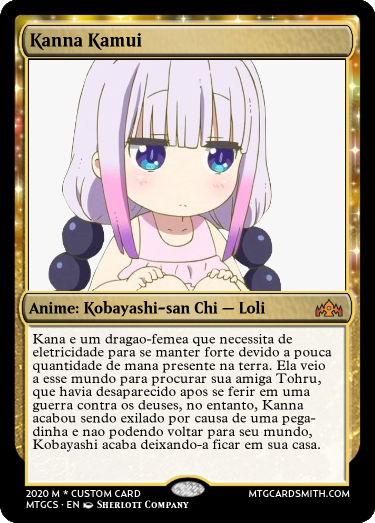 Kanna Kamui
Anime: Kobayashi-san Chi — Loli
Kana e um dragao-femea que necessita de
eletricidade para se manter forte devido a pouca
quantidade de mana presente na terra. Ela veio
a esse mundo para procurar sua amiga Tohru,
que havia desaparecido apos se ferir em uma
guerra contra os deuses, no entanto, Kanna
acabou sendo exilado por causa de uma pega-
dinha e nao podendo voltar para seu mundo,
Kobayashi acaba deixando-a ficar em sua casa.
2020 M * CUSTOM CARD
MTGCARDSMITH.COM
MTGCS · EN Sherlott Company